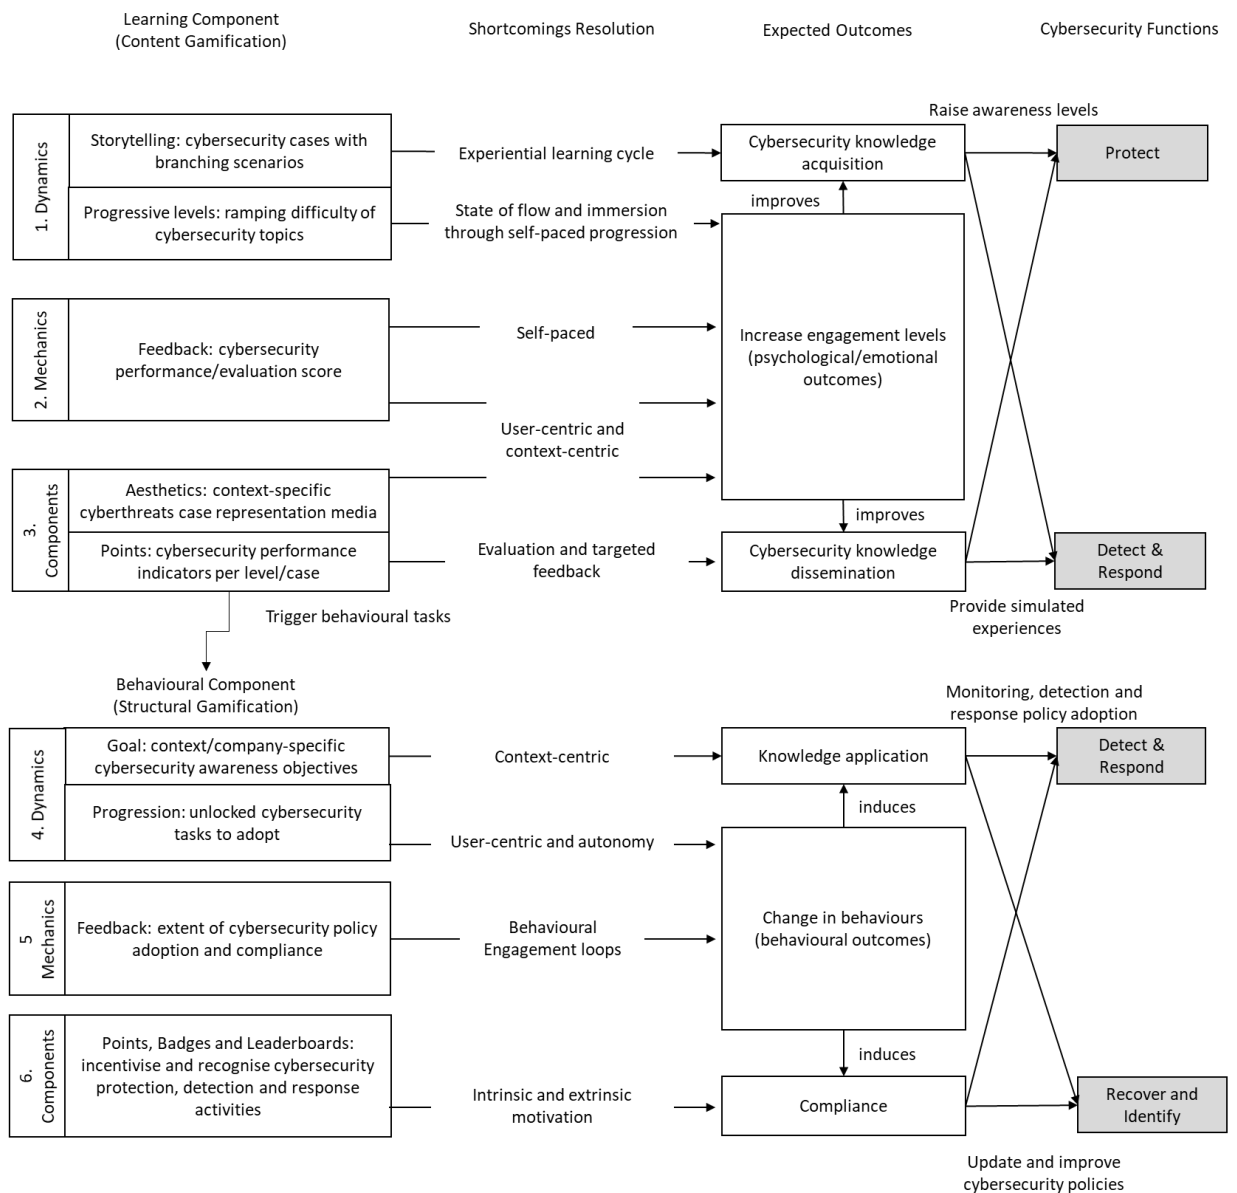 Learning Component
(Content Gamification)
Shortcomings Resolution
Expected Outcomes
Cybersecurity Functions
1. Dynamics
Storytelling: cybersecurity cases with
branching scenarios
Progressive levels: ramping difficulty of
cybersecurity topics
Experiential learning cycle
State of flow and immersion
through self-paced progression
Cybersecurity knowledge
acquisition
improves
Raise awareness levels
Protect
2. Mechanics
Feedback: cybersecurity
performance/evaluation score
Self-paced
User-centric and
context-centric
Increase engagement levels
(psychological/emotional
outcomes)
3.
Components
Aesthetics: context-specific
cyberthreats case representation media
Points: cybersecurity performance
indicators per level/case
Evaluation and targeted
feedback
improves
Cybersecurity knowledge
dissemination
Detect &
Respond
Provide simulated
experiences
Trigger behavioural tasks
Behavioural Component
(Structural Gamification)
4. Dynamics
Goal: context/company-specific
cybersecurity awareness objectives
Progression: unlocked cybersecurity
tasks to adopt
Context-centric
User-centric and autonomy
Knowledge application
induces
Monitoring, detection and
response policy adoption
Detect &
Respond
5
Mechanics
Feedback: extent of cybersecurity policy
adoption and compliance
Behavioural
Engagement loops
Change in behaviours
(behavioural outcomes)
6.
Components
Points, Badges and Leaderboards:
incentivise and recognise cybersecurity
protection, detection and response
activities
Intrinsic and extrinsic
motivation
induces
Compliance
Recover and
Identify
Update and improve
cybersecurity policies